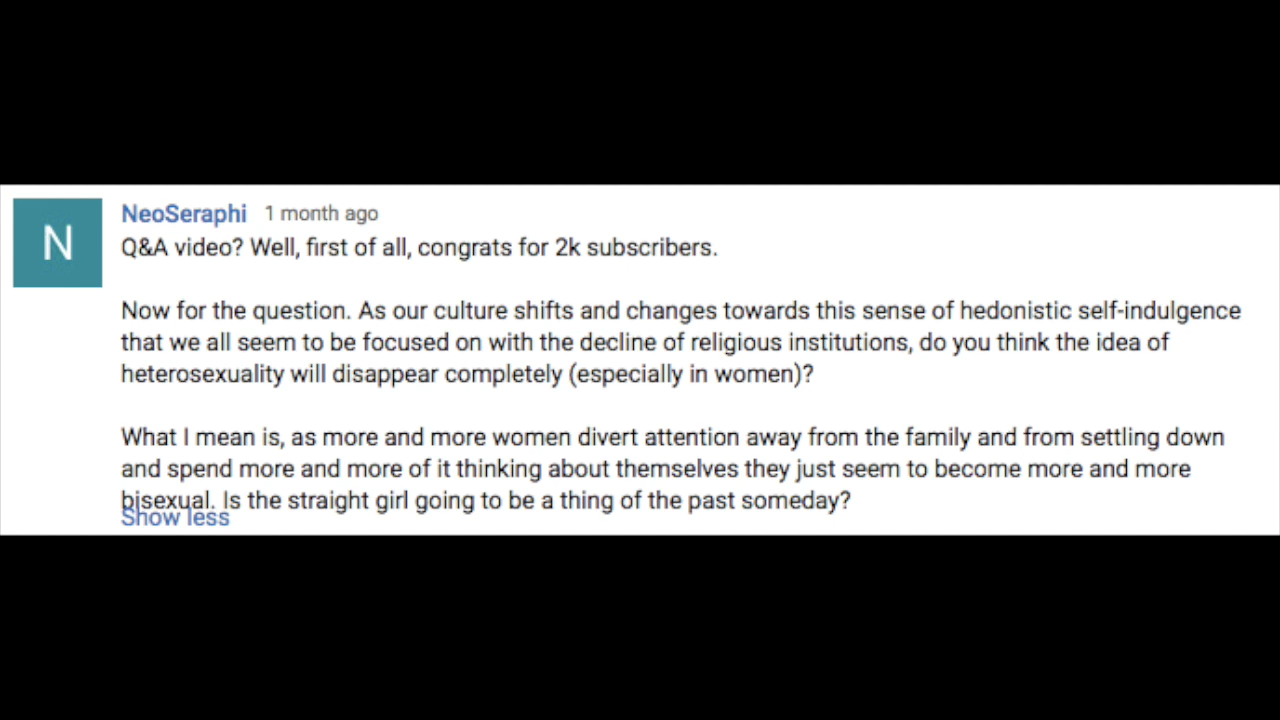 N
NeoSeraphi 1 month ago
Q&A video? Well, first of all, congrats for 2k subscribers.
Now for the question. As our culture shifts and changes towards this sense of hedonistic self-indulgence
that we all seem to be focused on with the decline of religious institutions, do you think the idea of
heterosexuality will disappear completely (especially in women)?
What I mean is, as more and more women divert attention away from the family and from settling down
and spend more and more of it thinking about themselves they just seem to become more and more
bisexual. Is the straight girl going to be a thing of the past someday?
Show less